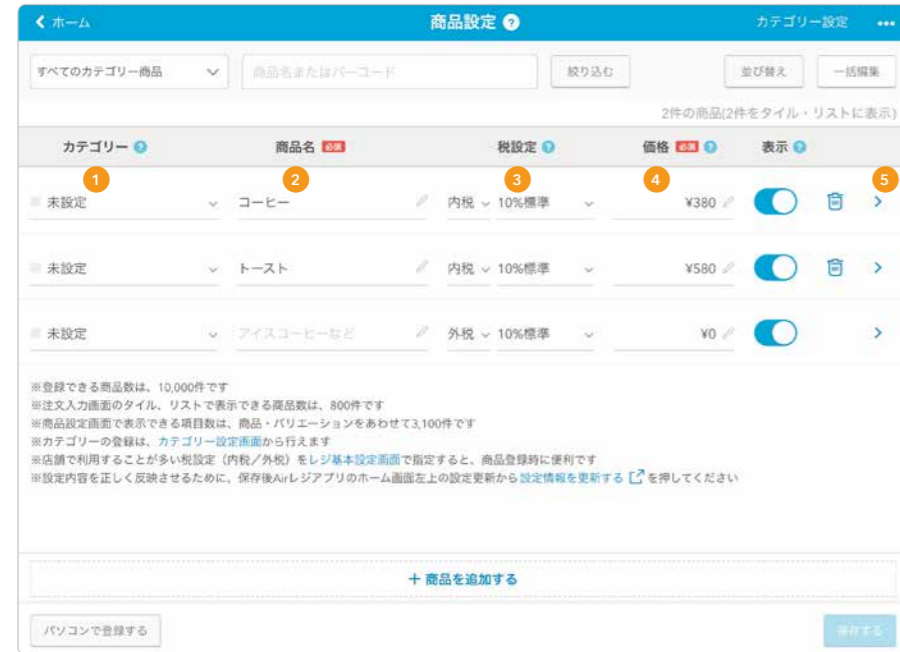 ホーム
商品設定 ?
カテゴリー設定 •••
すべてのカテゴリー商品
商品名またはバーコード
絞り込む
並び替え
一括編集
2件の商品(2件をタイル・リストに表示)
カテゴリー ? 商品名 必須 税設定 ? 価格 必須 ? 表示 ?
1 2 3 4 5
未設定 コーヒー 内税 10%標準 ¥380
未設定 トースト 内税 10%標準 ¥580
未設定 アイスコーヒーなど 外税 10%標準 ¥0
※登録できる商品数は、10,000件です
※注文入力画面のタイル、リストで表示できる商品数は、800件です
※商品設定画面で表示できる項目数は、商品・バリエーションをあわせて3,100件です
※カテゴリーの登録は、カテゴリー設定画面から行えます
※店舗で利用することが多い税設定（内税／外税）をレジ基本設定画面で指定すると、商品登録時に便利です
※設定内容を正しく反映させるために、保存後Airレジアプリのホーム画面左上の設定更新から設定情報を更新する を押してください
＋商品を追加する
パソコンで登録する
保存する